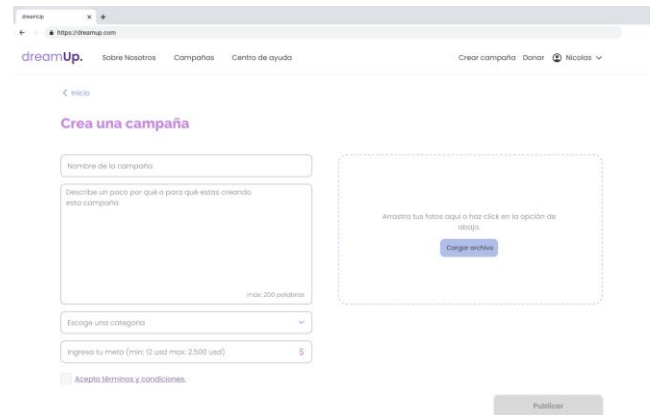 dreamUp
https://dreamup.com
dreamUp. Sobre Nosotros Campañas Centro de ayuda Crear campaña Donar Nicolas
Inicio
Crea una campaña
Nombre de la campaña
Describe un poco por qué o para qué estas creando
esta campaña
max: 200 palabras
Arrastra tus fotos aqui o haz click en la opción de
abajo.
Cargar archivo
Escoge una categoria
Ingresa tu meta (min: 12 usd max: 2.500 usd) $
Acepto términos y condiciones.
Publicar